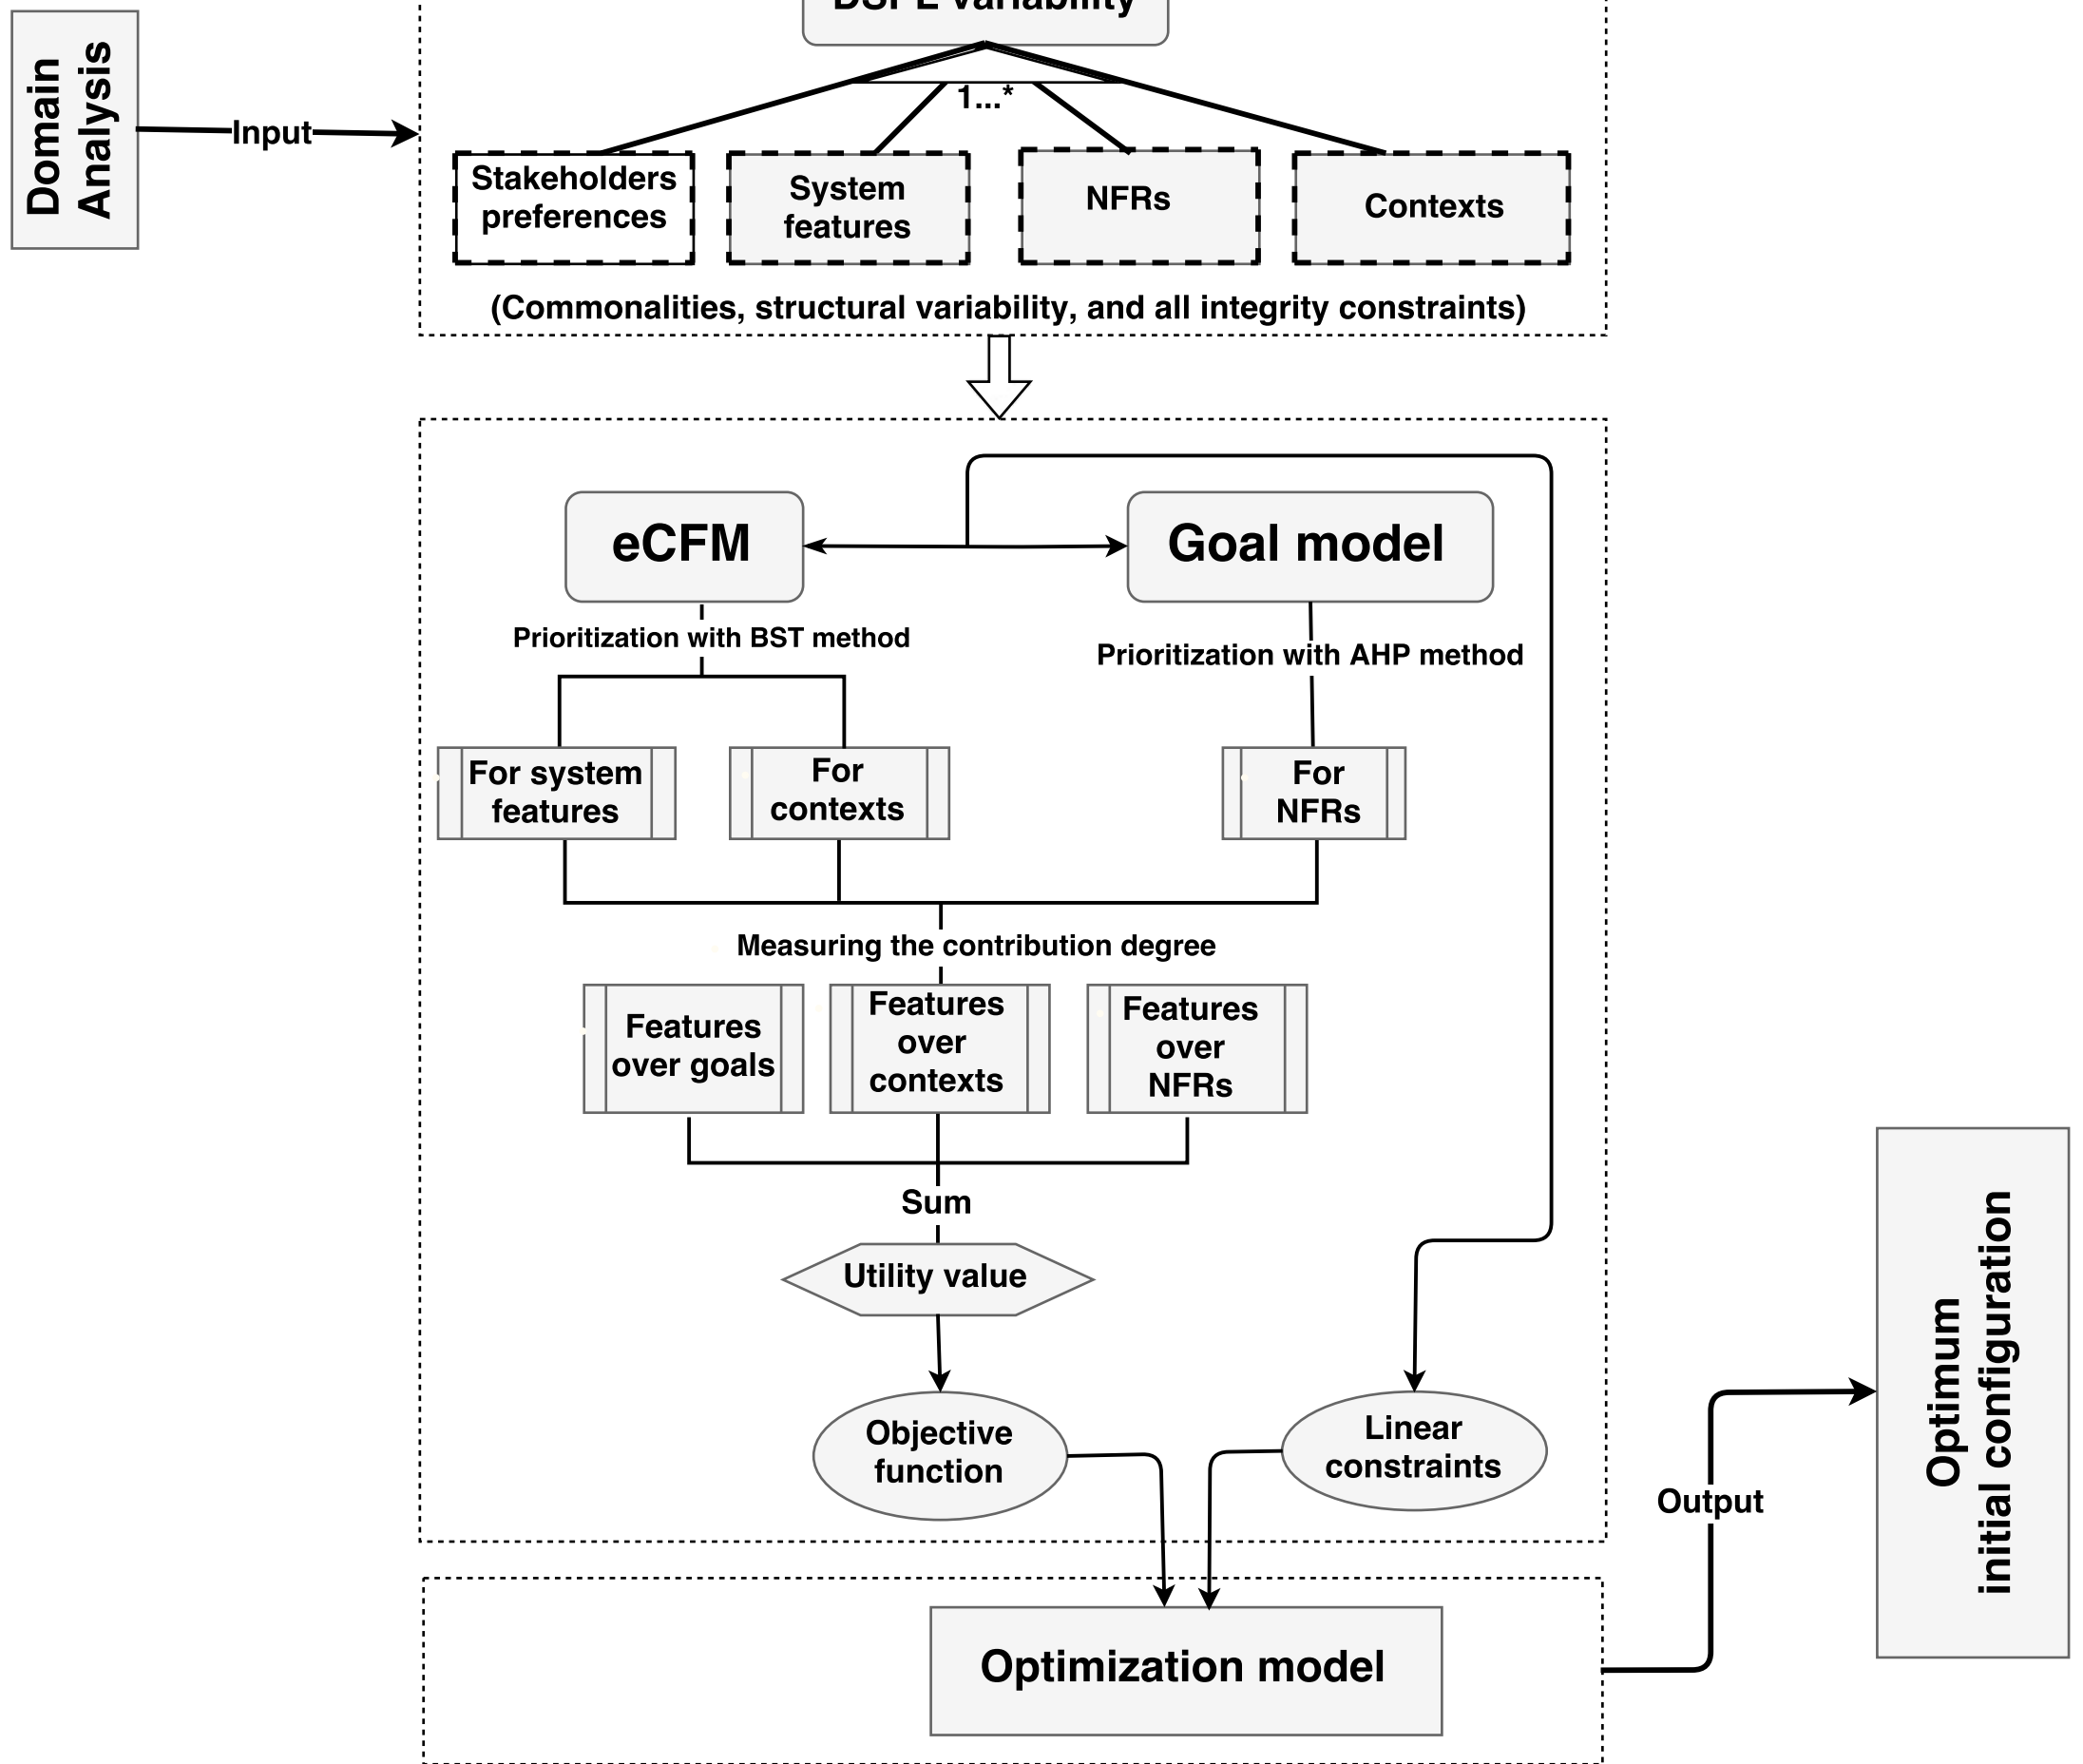 DSPL variability
Domain
Analysis
Input
1...*
Stakeholders
preferences
System
features
NFRs
Contexts
(Commonalities, structural variability, and all integrity constraints)
eCFM
Goal model
Prioritization with BST method
Prioritization with AHP method
For system
features
For
contexts
For
NFRs
Measuring the contribution degree
Features
over goals
Features
over
contexts
Features
over
NFRs
Sum
Utility value
Objective
function
Linear
constraints
Optimization model
Output
Optimum
initial configuration